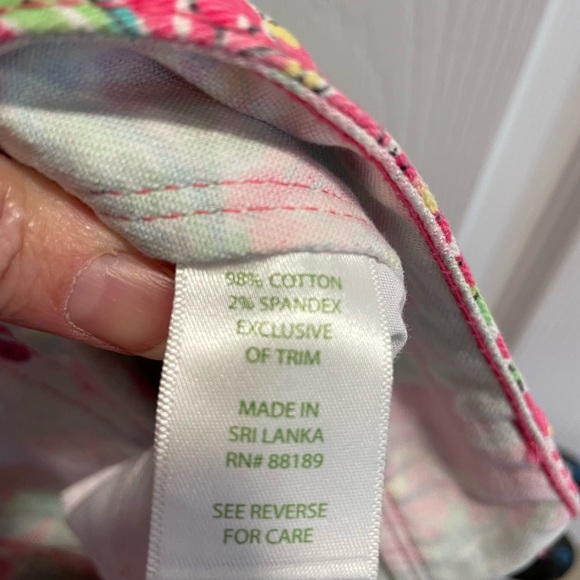 98% COTTON
2% SPANDEX
EXCLUSIVE
OF TRIM
MADE IN
SRI LANKA
RN# 88189
SEE REVERSE
FOR CARE